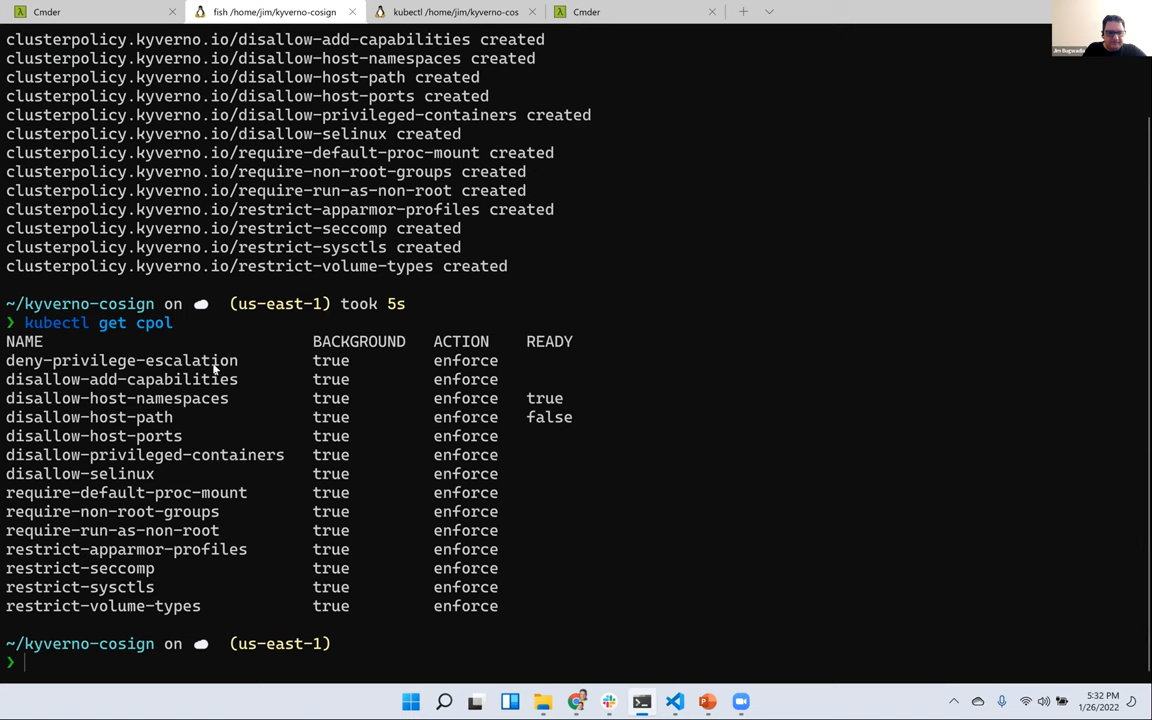 Cmder
fish /home/jim/kyverno-cosign
kubectl /home/jim/kyverno-cos
Cmder
Jim Bugwadia
clusterpolicy.kyverno.io/disallow-add-capabilities created
clusterpolicy.kyverno.io/disallow-host-namespaces created
clusterpolicy.kyverno.io/disallow-host-path created
clusterpolicy.kyverno.io/disallow-host-ports created
clusterpolicy.kyverno.io/disallow-privileged-containers created
clusterpolicy.kyverno.io/disallow-selinux created
clusterpolicy.kyverno.io/require-default-proc-mount created
clusterpolicy.kyverno.io/require-non-root-groups created
clusterpolicy.kyverno.io/require-run-as-non-root created
clusterpolicy.kyverno.io/restrict-apparmor-profiles created
clusterpolicy.kyverno.io/restrict-seccomp created
clusterpolicy.kyverno.io/restrict-sysctls created
clusterpolicy.kyverno.io/restrict-volume-types created
~/kyverno-cosign on ☁ (us-east-1) took 5s
❯ kubectl get cpol
NAME BACKGROUND ACTION READY
deny-privilege-escalation true enforce
disallow-add-capabilities true enforce
disallow-host-namespaces true enforce true
disallow-host-path true enforce false
disallow-host-ports true enforce
disallow-privileged-containers true enforce
disallow-selinux true enforce
require-default-proc-mount true enforce
require-non-root-groups true enforce
require-run-as-non-root true enforce
restrict-apparmor-profiles true enforce
restrict-seccomp true enforce
restrict-sysctls true enforce
restrict-volume-types true enforce
~/kyverno-cosign on ☁ (us-east-1)
❯
5:32 PM
1/26/2022